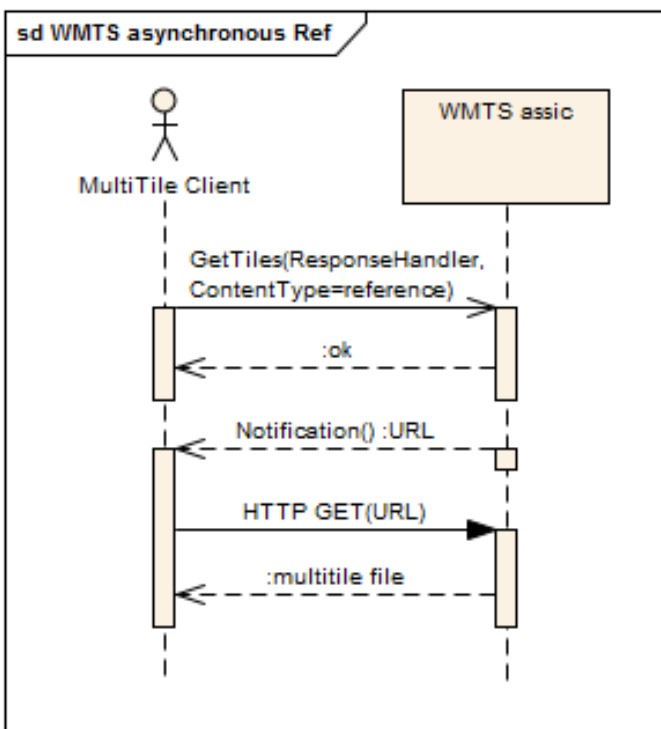 sd WMTS asynchronous Ref
WMTS assic
MultiTile Client
GetTiles(ResponseHandler,
ContentType=reference)
:ok
Notification() :URL
HTTP GET(URL)
:multitile file